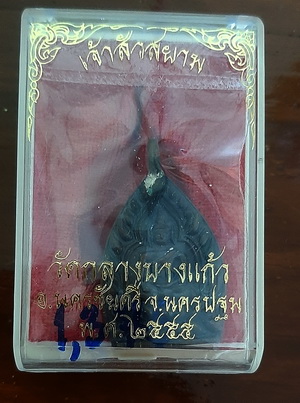 เจ้าสัวสยาม
วัดกลางบางแก้ว
อ.นครชัยศรี จ.นครปฐม
พ.ศ.๒๕๕๕